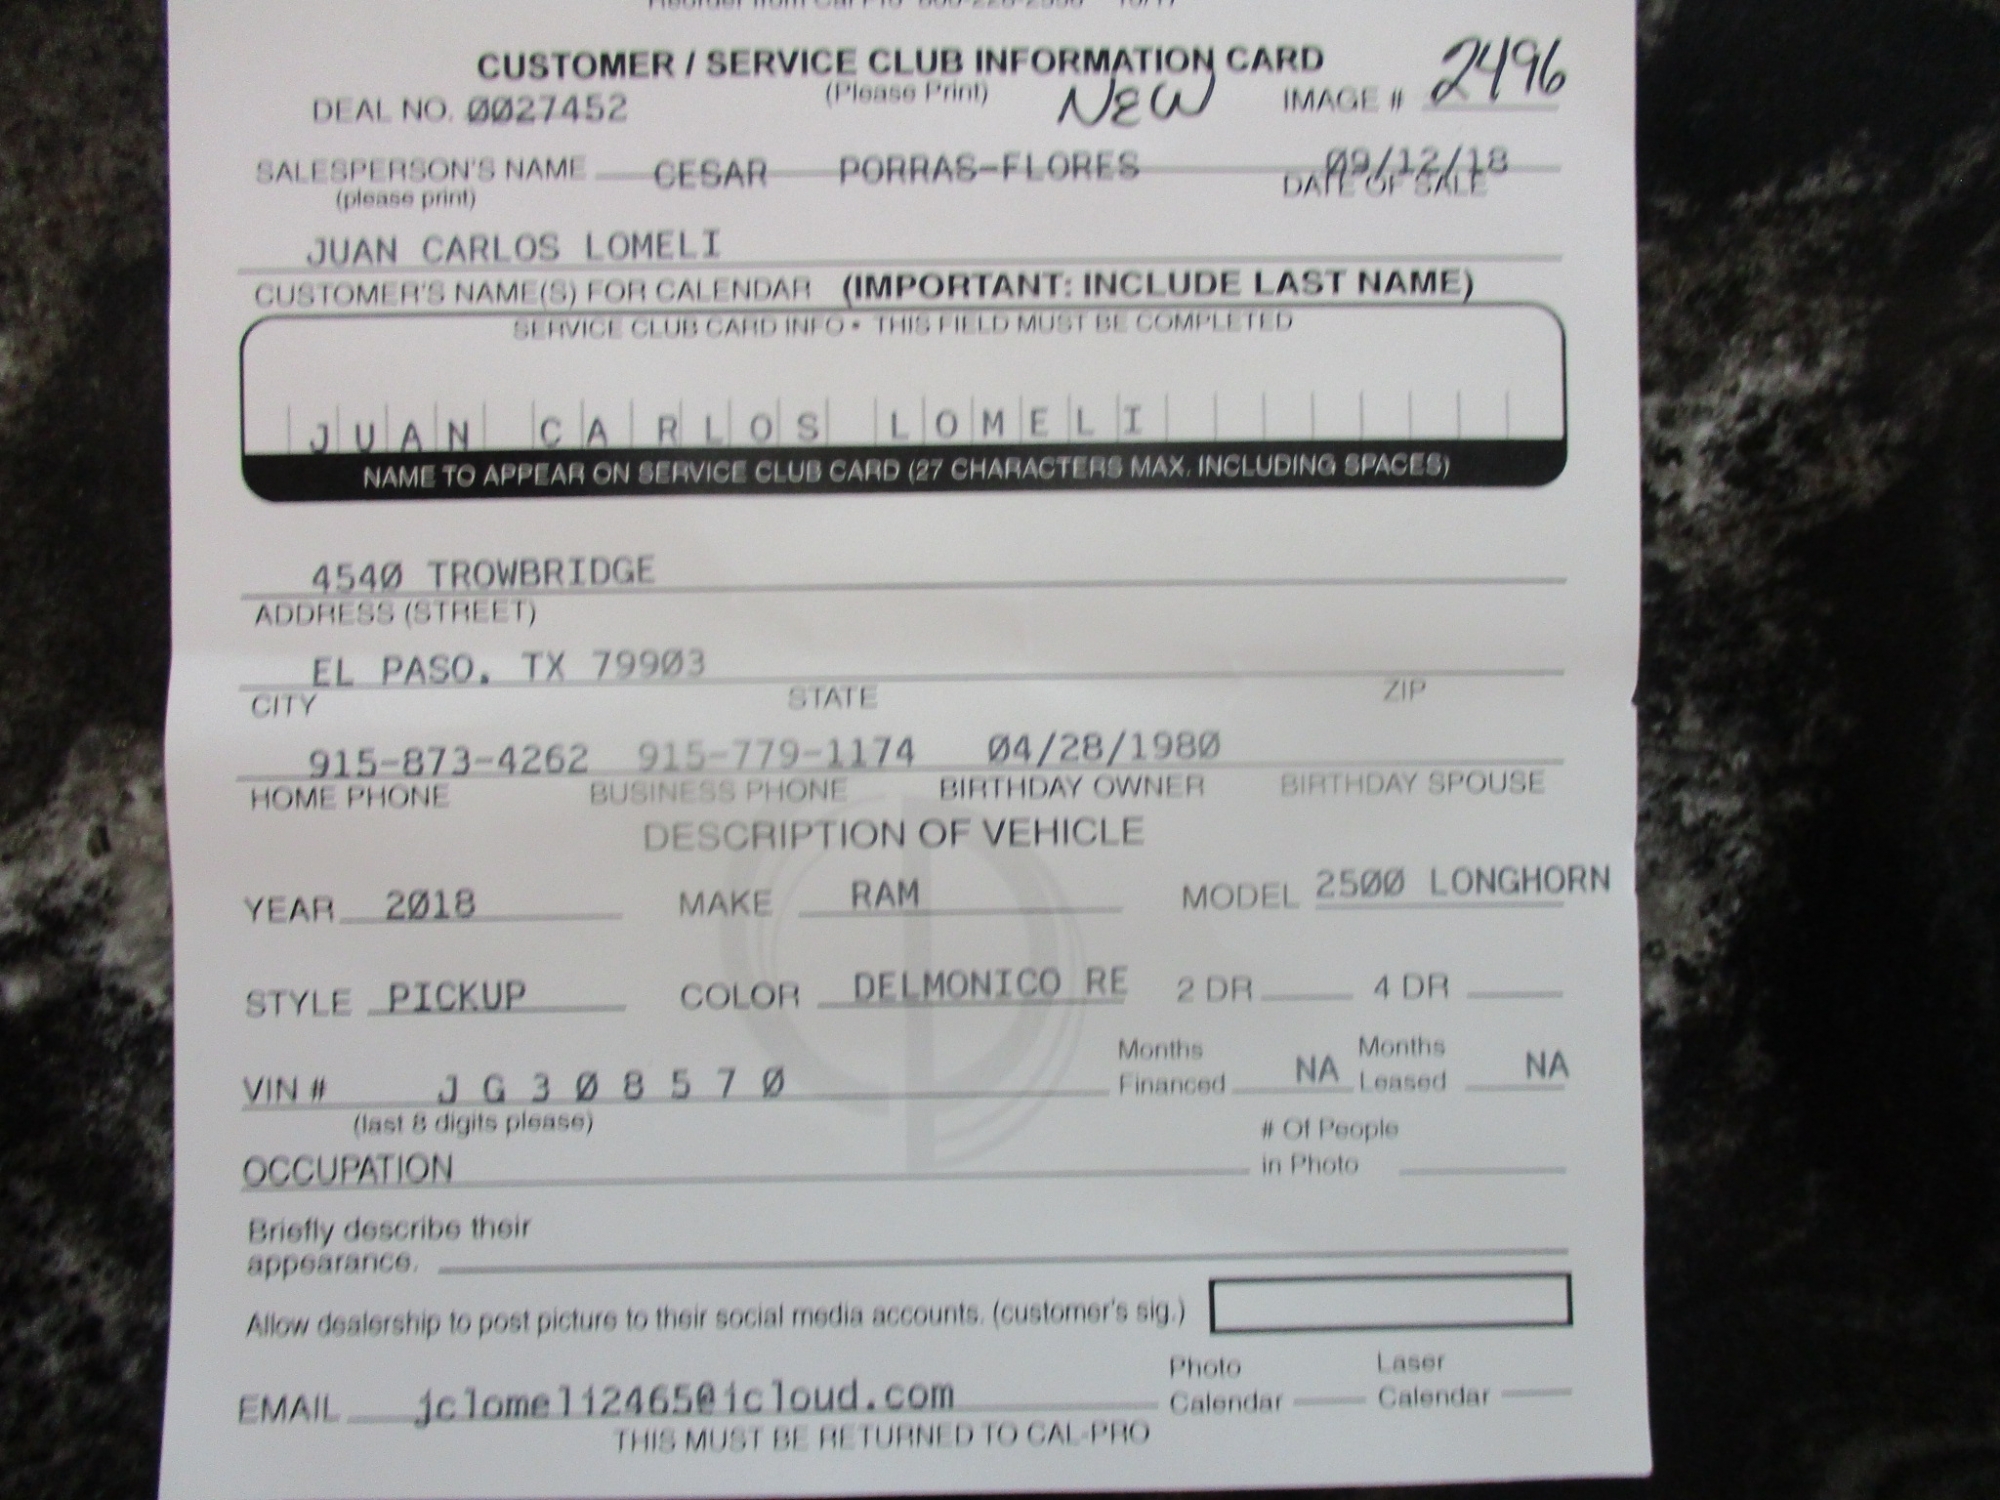 CUSTOMER / SERVICE CLUB INFORMATION CARD
(Please Print) NEW
DEAL NO. 0027452 IMAGE # 2496
SALESPERSON'S NAME CESAR PORRAS-FLORES 09/12/18
(please print) DATE OF SALE
JUAN CARLOS LOMELI
CUSTOMER'S NAME(S) FOR CALENDAR (IMPORTANT: INCLUDE LAST NAME)
SERVICE CLUB CARD INFO • THIS FIELD MUST BE COMPLETED
JUAN CARLOS LOMELI
NAME TO APPEAR ON SERVICE CLUB CARD (27 CHARACTERS MAX. INCLUDING SPACES)
4540 TROWBRIDGE
ADDRESS (STREET)
EL PASO, TX 79903
CITY STATE ZIP
915-873-4262 915-779-1174 04/28/1980
HOME PHONE BUSINESS PHONE BIRTHDAY OWNER BIRTHDAY SPOUSE
DESCRIPTION OF VEHICLE
YEAR 2018 MAKE RAM MODEL 2500 LONGHORN
STYLE PICKUP COLOR DELMONICO RE 2 DR 4 DR
VIN # JG308570 Months Financed NA Months Leased NA
(last 8 digits please)
OCCUPATION # Of People in Photo
Briefly describe their
appearance.
Allow dealership to post picture to their social media accounts. (customer's sig.)
EMAIL jclomeli2465@icloud.com Photo Calendar Laser Calendar
THIS MUST BE RETURNED TO CAL-PRO